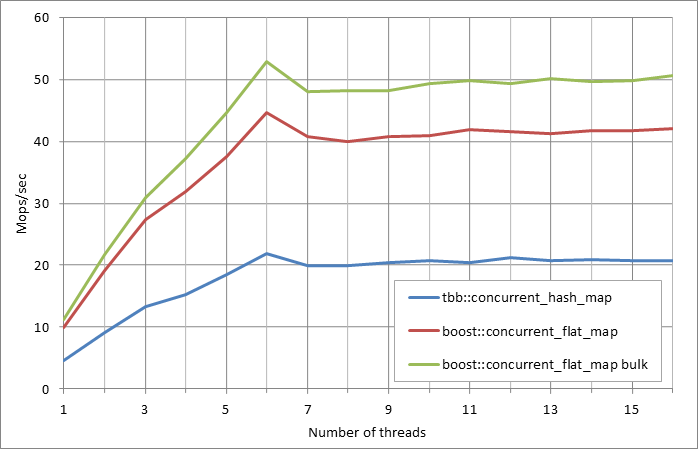 60
50
40
30
20
10
0
Mops/sec
tbb::concurrent_hash_map
boost::concurrent_flat_map
boost::concurrent_flat_map bulk
1 3 5 7 9 11 13 15
Number of threads